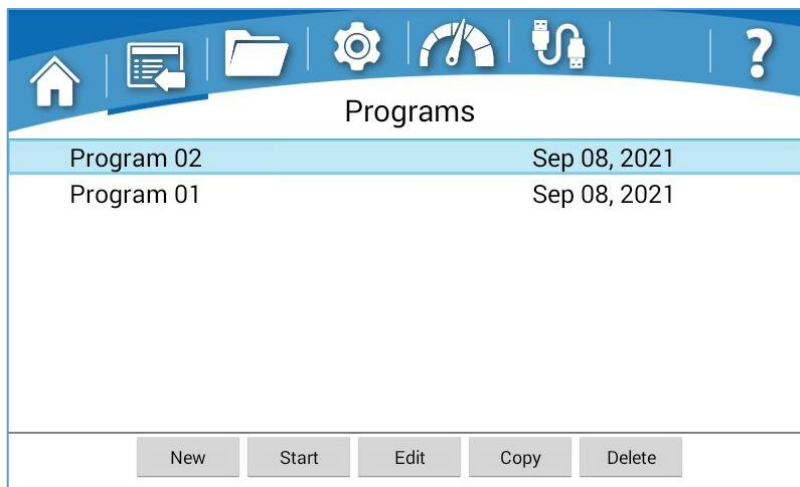 ?
Programs
Program 02 Sep 08, 2021
Program 01 Sep 08, 2021
New Start Edit Copy Delete